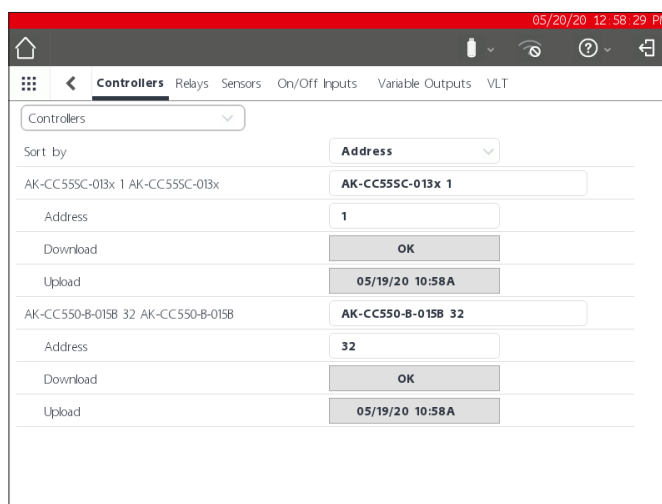 05/20/20 12:58:29 PM
?
Controllers Relays Sensors On/Off Inputs Variable Outputs VLT
Controllers
Sort by Address
AK-CC55SC-013x 1 AK-CC55SC-013x AK-CC55SC-013x 1
Address 1
Download OK
Upload 05/19/20 10:58A
AK-CC550-B-015B 32 AK-CC550-B-015B AK-CC550-B-015B 32
Address 32
Download OK
Upload 05/19/20 10:58A